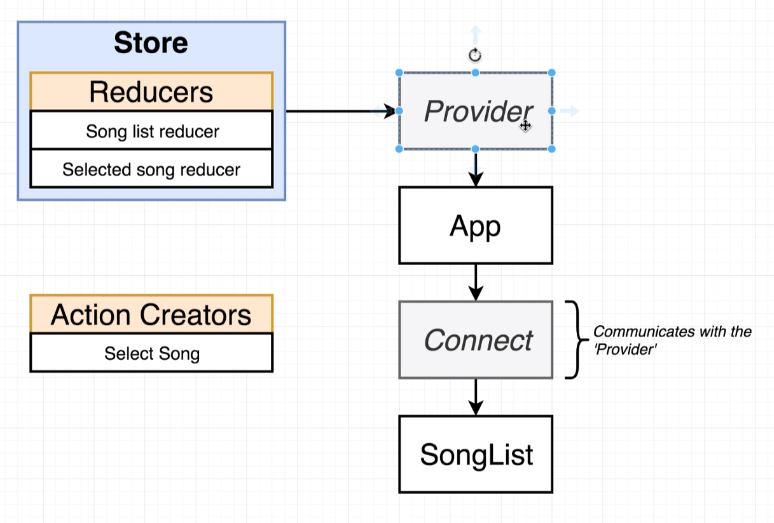 Store
Reducers
Song list reducer
Selected song reducer
Provider
App
Action Creators
Select Song
Connect
Communicates with the
'Provider'
SongList